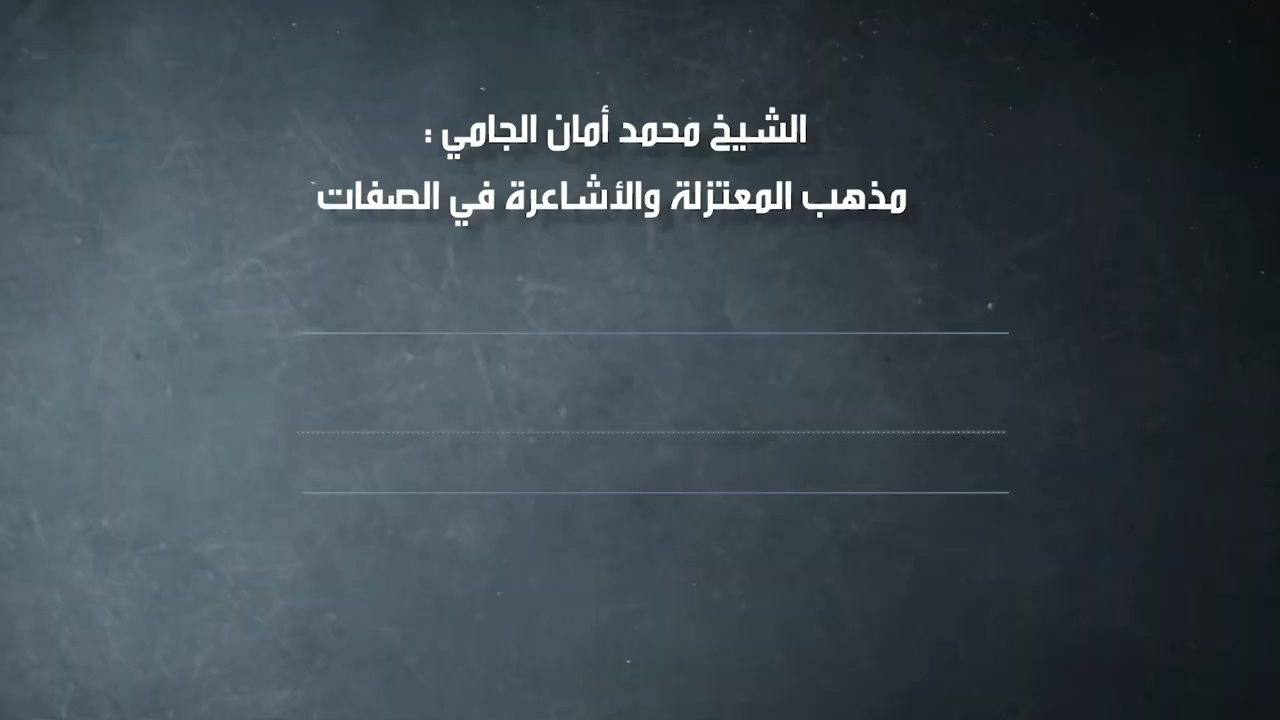 الشيخ محمد أمان الجامي :
مذهب المعتزلة والأشاعرة في الصفات